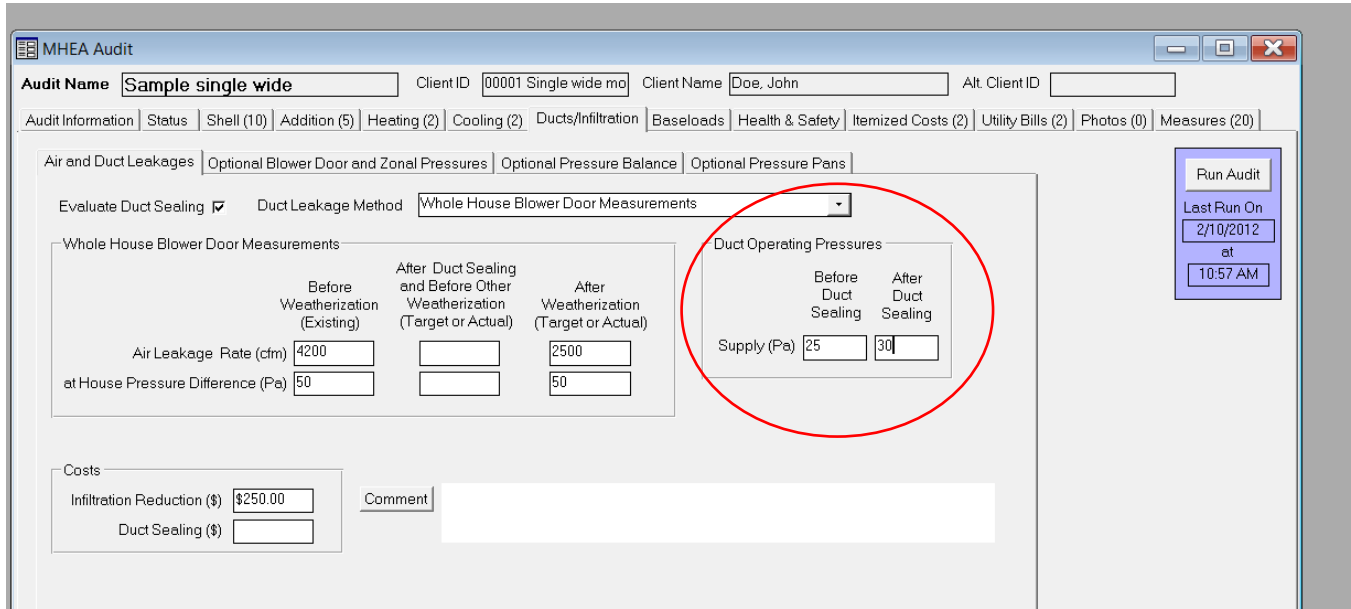 MHEA Audit
Audit Name Sample single wide Client ID 00001 Single wide mo Client Name Doe, John Alt. Client ID
Audit Information Status Shell (10) Addition (5) Heating (2) Cooling (2) Ducts/Infiltration Baseloads Health & Safety Itemized Costs (2) Utility Bills (2) Photos (0) Measures (20)
Air and Duct Leakages Optional Blower Door and Zonal Pressures Optional Pressure Balance Optional Pressure Pans
Run Audit
Last Run On
2/10/2012
at
10:57 AM
Evaluate Duct Sealing Duct Leakage Method Whole House Blower Door Measurements
Whole House Blower Door Measurements
Before
Weatherization
(Existing)
After Duct Sealing
and Before Other
Weatherization
(Target or Actual)
After
Weatherization
(Target or Actual)
Air Leakage Rate (cfm) 4200 2500
at House Pressure Difference (Pa) 50 50
Duct Operating Pressures
Before
Duct
Sealing
After
Duct
Sealing
Supply (Pa) 25 30
Costs
Infiltration Reduction ($) $250.00
Duct Sealing ($)
Comment